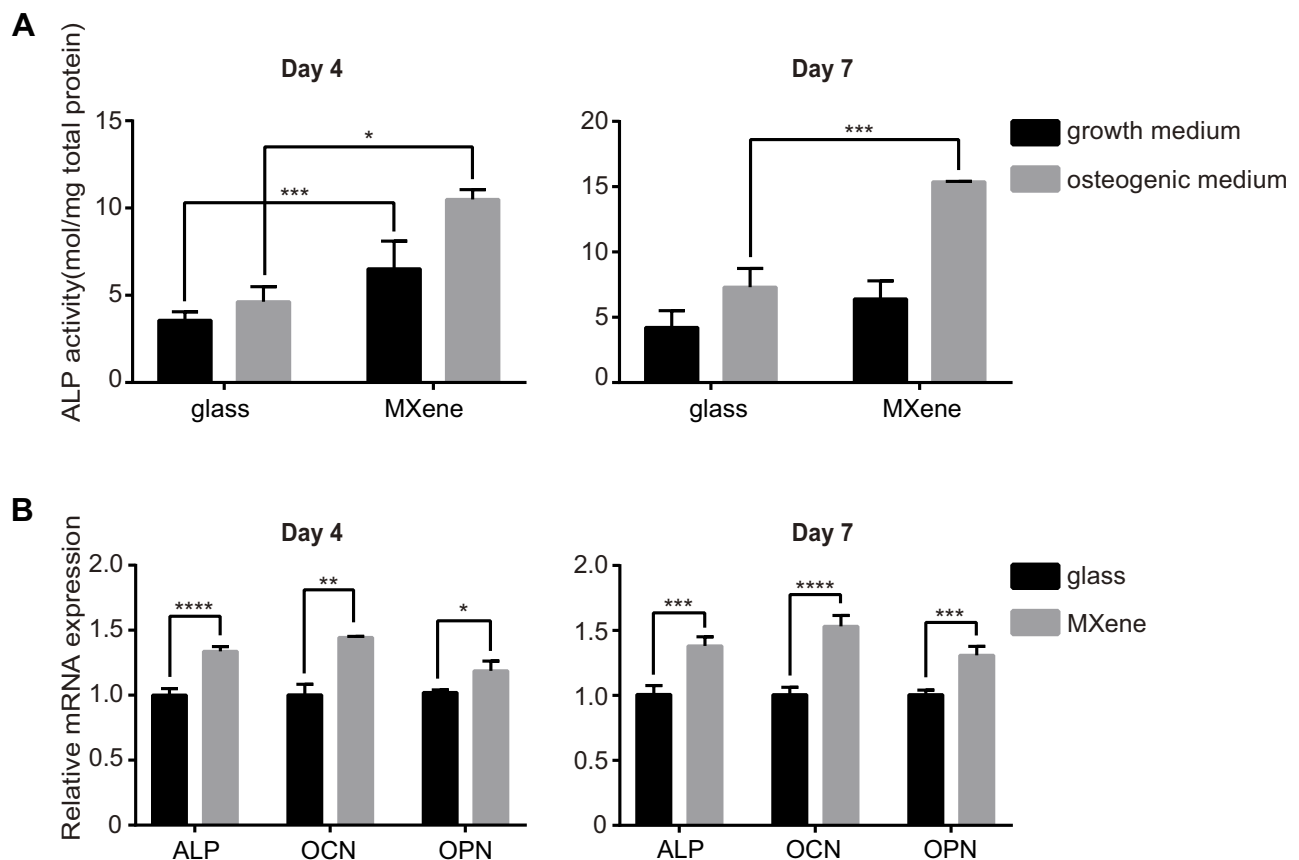 A
ALP activity(mol/mg total protein)
Day 4
15
10
5
0
*
***
glass
MXene
Day 7
20
15
10
5
0
***
glass
MXene
growth medium
osteogenic medium
B
Relative mRNA expression
Day 4
2.0
1.5
1.0
0.5
0
****
**
*
ALP
OCN
OPN
Day 7
2.0
1.5
1.0
0.5
0
***
****
***
ALP
OCN
OPN
glass
MXene